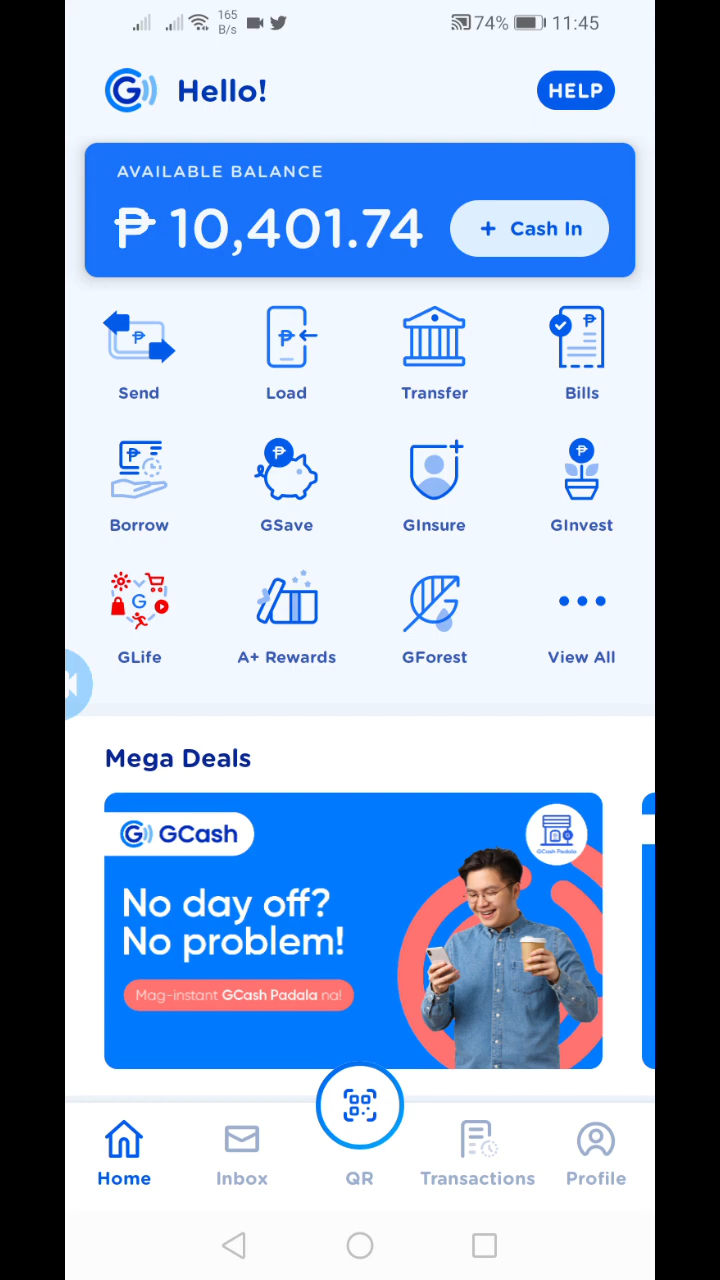 165
B/s
74%
11:45
Hello!
HELP
AVAILABLE BALANCE
₱ 10,401.74
+ Cash In
Send
Load
Transfer
Bills
Borrow
GSave
GInsure
GInvest
GLife
A+ Rewards
GForest
View All
Mega Deals
GCash
GCash Padala
No day off?
No problem!
Mag-instant GCash Padala na!
Home
Inbox
QR
Transactions
Profile